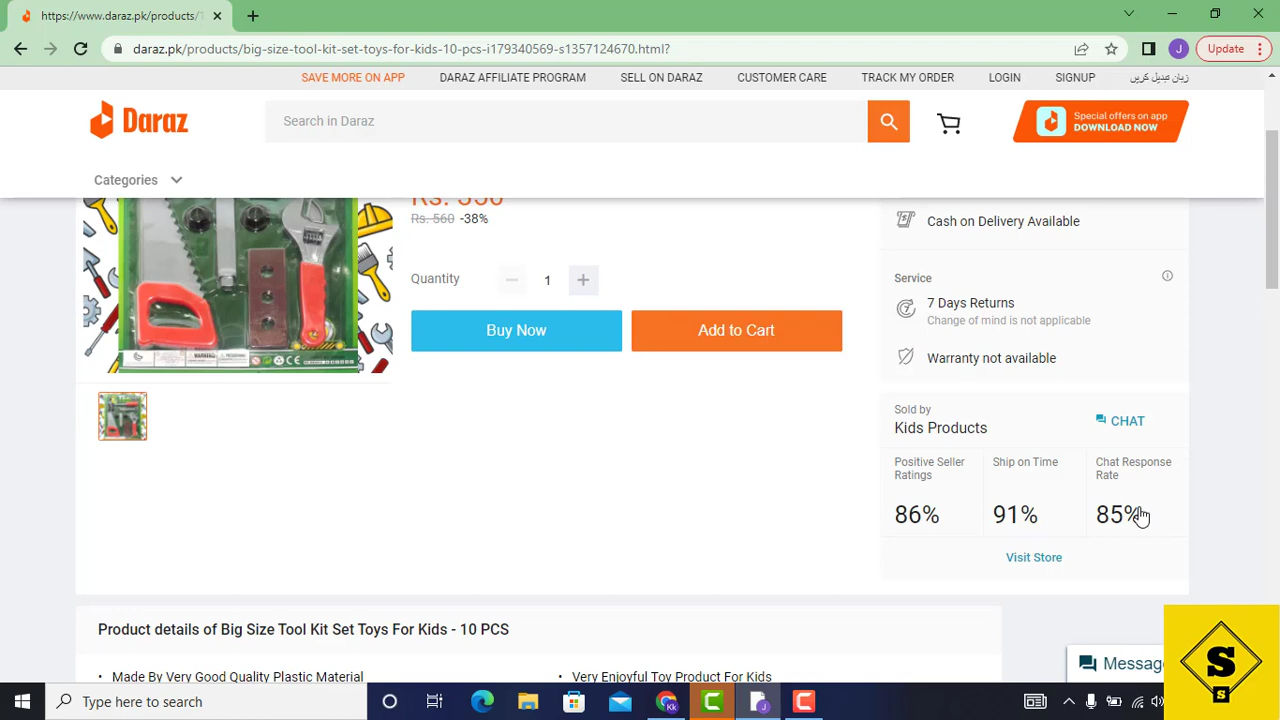 https://www.daraz.pk/products/
daraz.pk/products/big-size-tool-kit-set-toys-for-kids-10-pcs-i179340569-s1357124670.html?
J
Update
SAVE MORE ON APP
DARAZ AFFILIATE PROGRAM
SELL ON DARAZ
CUSTOMER CARE
TRACK MY ORDER
LOGIN
SIGNUP
زبان تبدیل کریں
Daraz
Search in Daraz
Special offers on app
DOWNLOAD NOW
Categories
Rs. 560 -38%
Quantity
1
Buy Now
Add to Cart
Cash on Delivery Available
Service
7 Days Returns
Change of mind is not applicable
Warranty not available
Sold by
Kids Products
CHAT
Positive Seller
Ratings
86%
Ship on Time
91%
Chat Response
Rate
85%
Visit Store
Product details of Big Size Tool Kit Set Toys For Kids - 10 PCS
• Made By Very Good Quality Plastic Material
• Very Enjoyful Toy Product For Kids
Messag
S
S
Type here to search